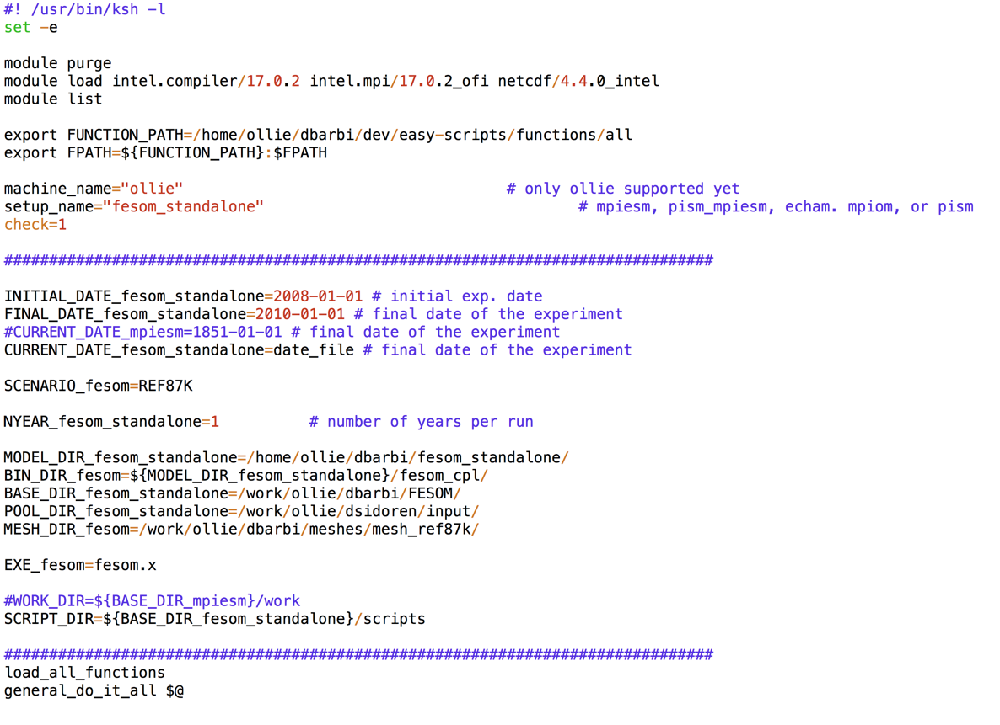 #! /usr/bin/ksh -l
set -e
module purge
module load intel.compiler/17.0.2 intel.mpi/17.0.2_ofi netcdf/4.4.0_intel
module list
export FUNCTION_PATH=/home/ollie/dbarbi/dev/easy-scripts/functions/all
export FPATH=${FUNCTION_PATH}:$FPATH
machine_name="ollie" # only ollie supported yet
setup_name="fesom_standalone" # mpiesm, pism_mpiesm, echam. mpiom, or pism
check=1
###############################################################################
INITIAL_DATE_fesom_standalone=2008-01-01 # initial exp. date
FINAL_DATE_fesom_standalone=2010-01-01 # final date of the experiment
#CURRENT_DATE_mpiesm=1851-01-01 # final date of the experiment
CURRENT_DATE_fesom_standalone=date_file # final date of the experiment
SCENARIO_fesom=REF87K
NYEAR_fesom_standalone=1 # number of years per run
MODEL_DIR_fesom_standalone=/home/ollie/dbarbi/fesom_standalone/
BIN_DIR_fesom=${MODEL_DIR_fesom_standalone}/fesom_cpl/
BASE_DIR_fesom_standalone=/work/ollie/dbarbi/FESOM/
POOL_DIR_fesom_standalone=/work/ollie/dsidoren/input/
MESH_DIR_fesom=/work/ollie/dbarbi/meshes/mesh_ref87k/
EXE_fesom=fesom.x
#WORK_DIR=${BASE_DIR_mpiesm}/work
SCRIPT_DIR=${BASE_DIR_fesom_standalone}/scripts
###############################################################################
load_all_functions
general_do_it_all $@